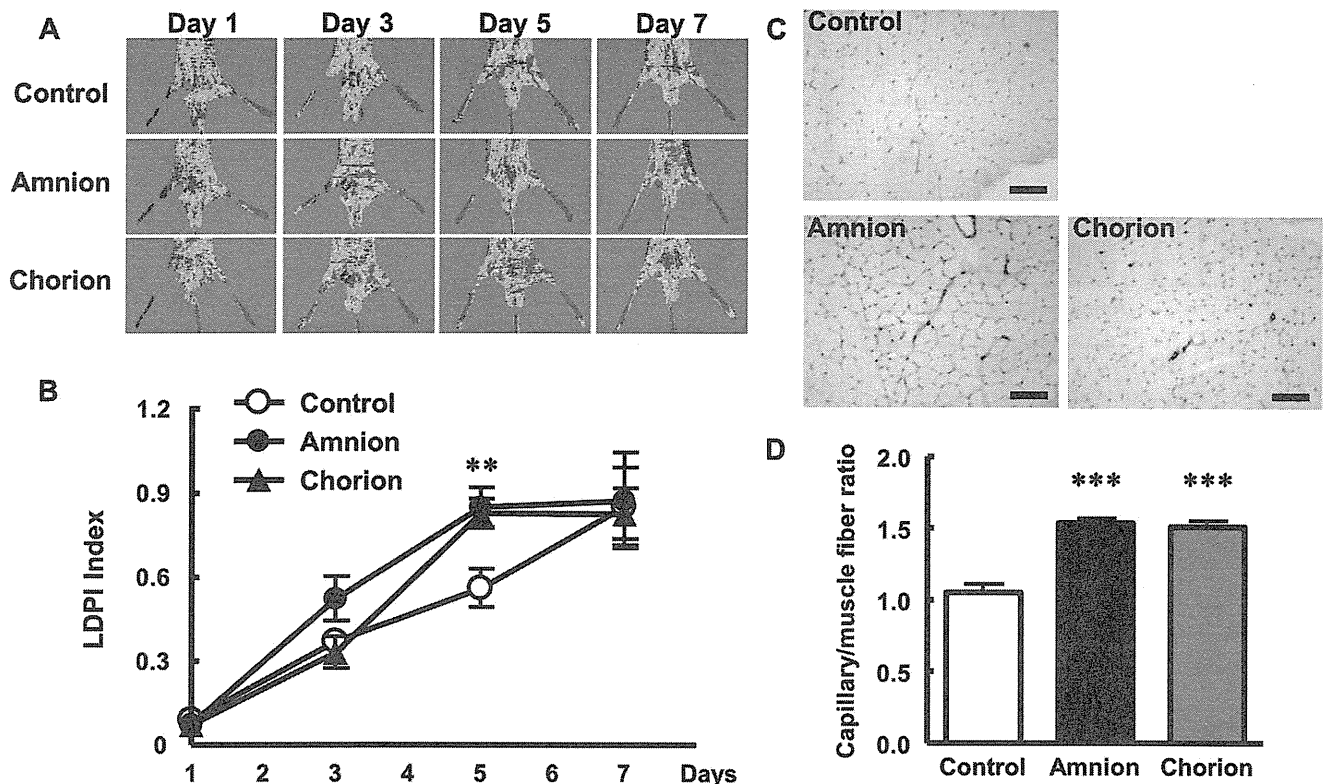 A
Day 1 Day 3 Day 5 Day 7
Control
Amnion
Chorion
B
Control
Amnion
Chorion
**
LDPI Index
1.2
0.9
0.6
0.3
0
1 2 3 4 5 6 7 Days
C
Control
Amnion
Chorion
D
*** ***
Capillary/muscle fiber ratio
2.0
1.5
1.0
0.5
0.0
Control Amnion Chorion